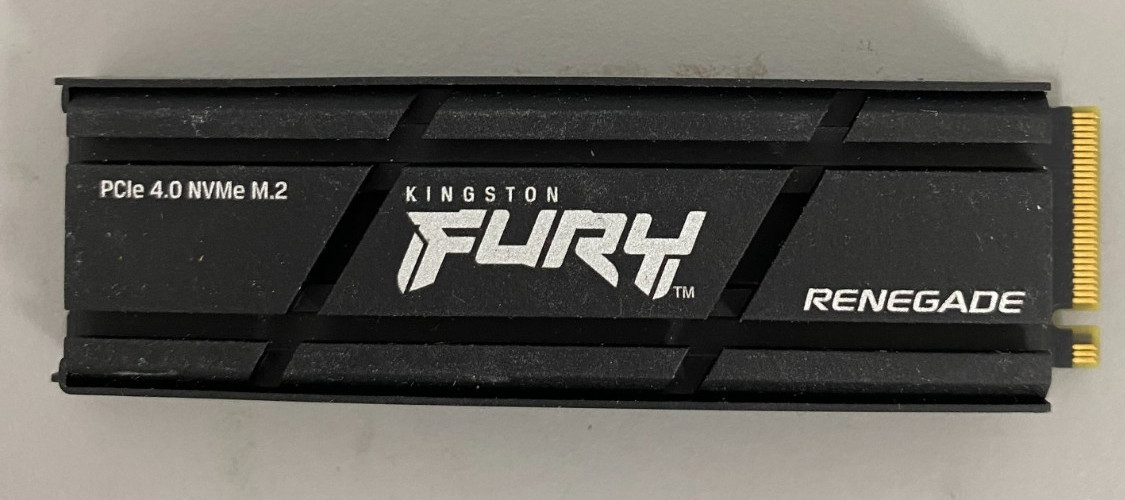 PCIe 4.0 NVMe M.2
KINGSTON
FURY™
RENEGADE